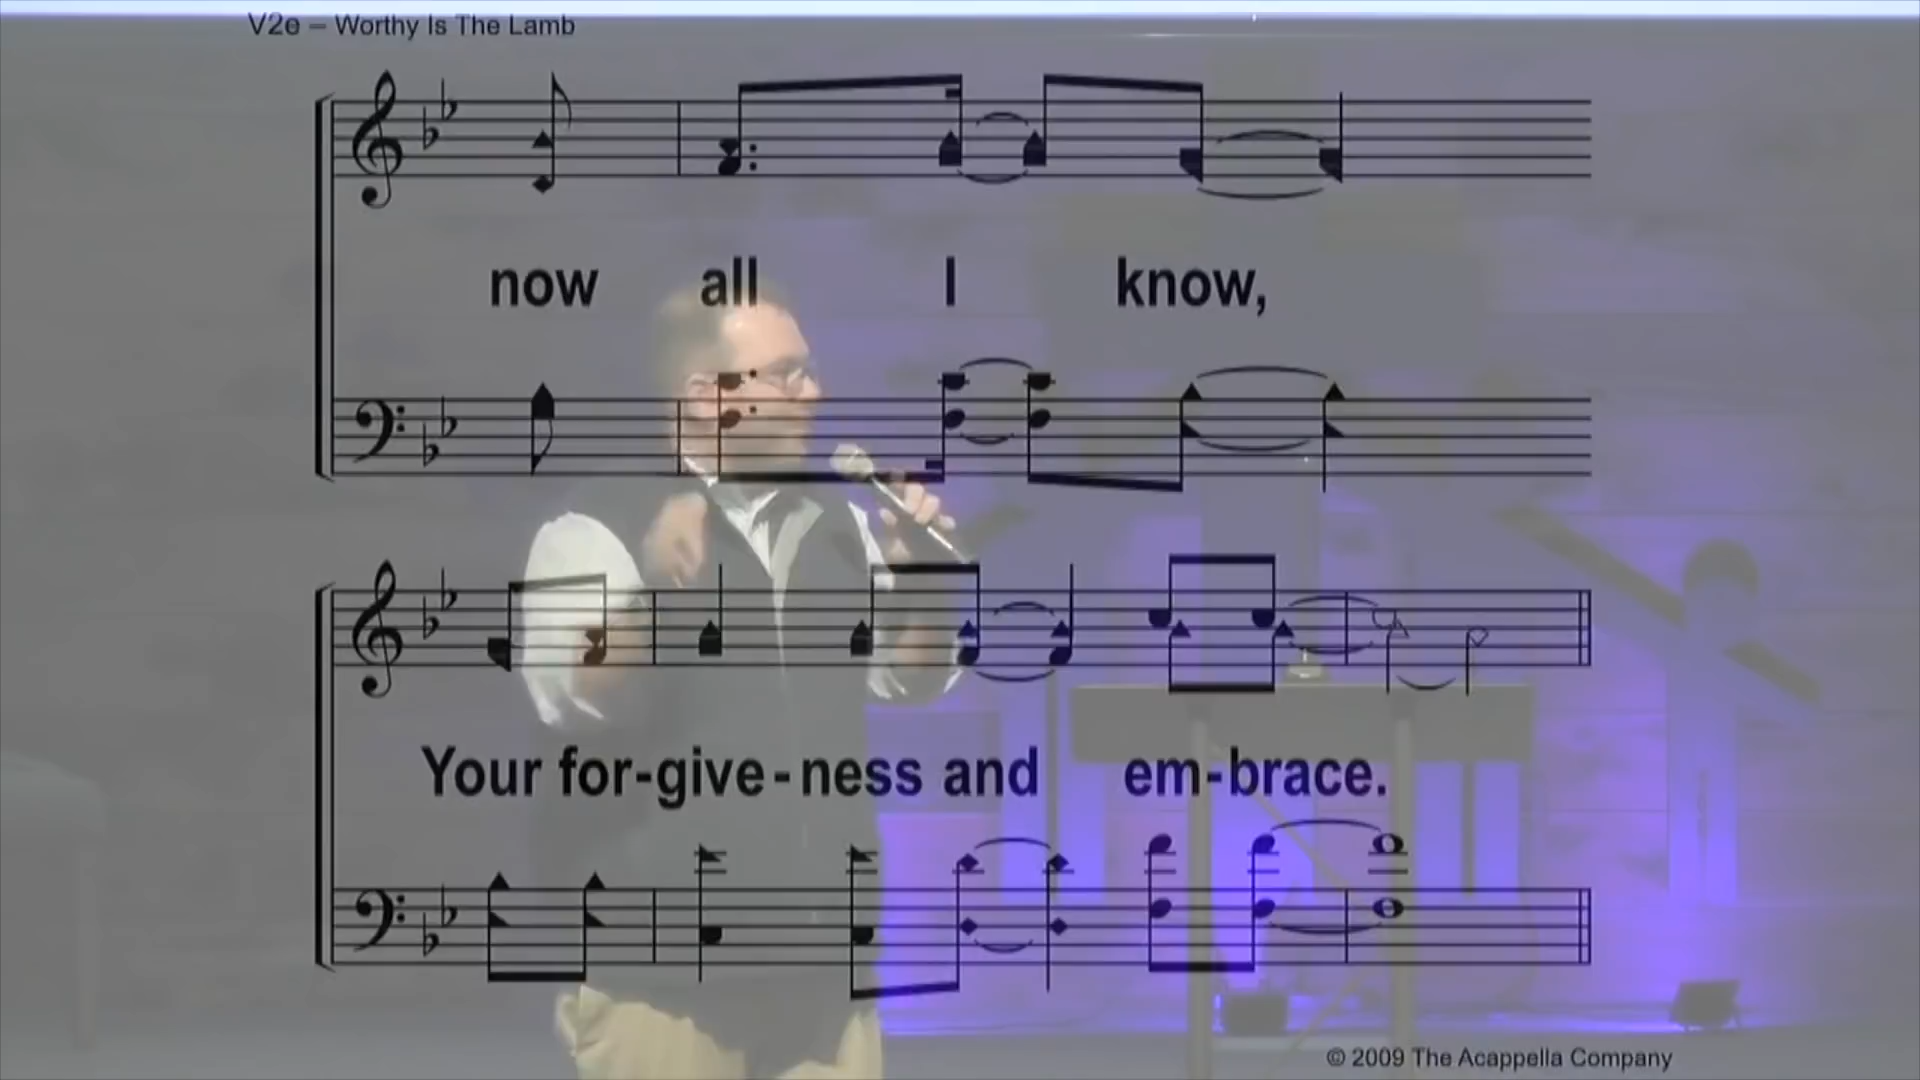 V2e – Worthy Is The Lamb
now all I know,
Your for-give-ness and em-brace.
© 2009 The Acappella Company